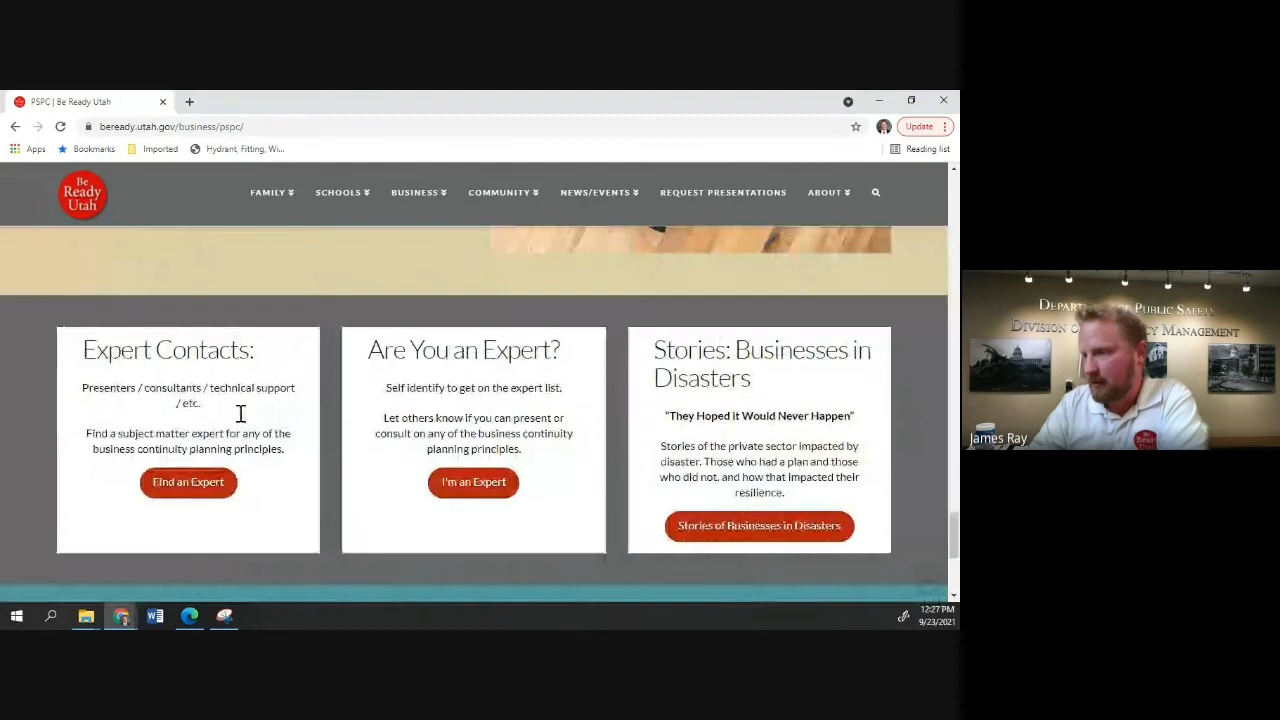 PSPC | Be Ready Utah
beready.utah.gov/business/pspc/
Update
Apps
Bookmarks
Imported
Hydrant, Fitting, Wi...
Reading list
Be
Ready
Utah
FAMILY
SCHOOLS
BUSINESS
COMMUNITY
NEWS/EVENTS
REQUEST PRESENTATIONS
ABOUT
Expert Contacts:
Presenters / consultants / technical support
/ etc.
Find a subject matter expert for any of the
business continuity planning principles.
Find an Expert
Are You an Expert?
Self identify to get on the expert list.
Let others know if you can present or
consult on any of the business continuity
planning principles.
I'm an Expert
Stories: Businesses in
Disasters
"They Hoped it Would Never Happen"
Stories of the private sector impacted by
disaster. Those who had a plan and those
who did not, and how that impacted their
resilience.
Stories of Businesses in Disasters
12:27 PM
9/23/2021
Public Safety
Division
Management
James Ray